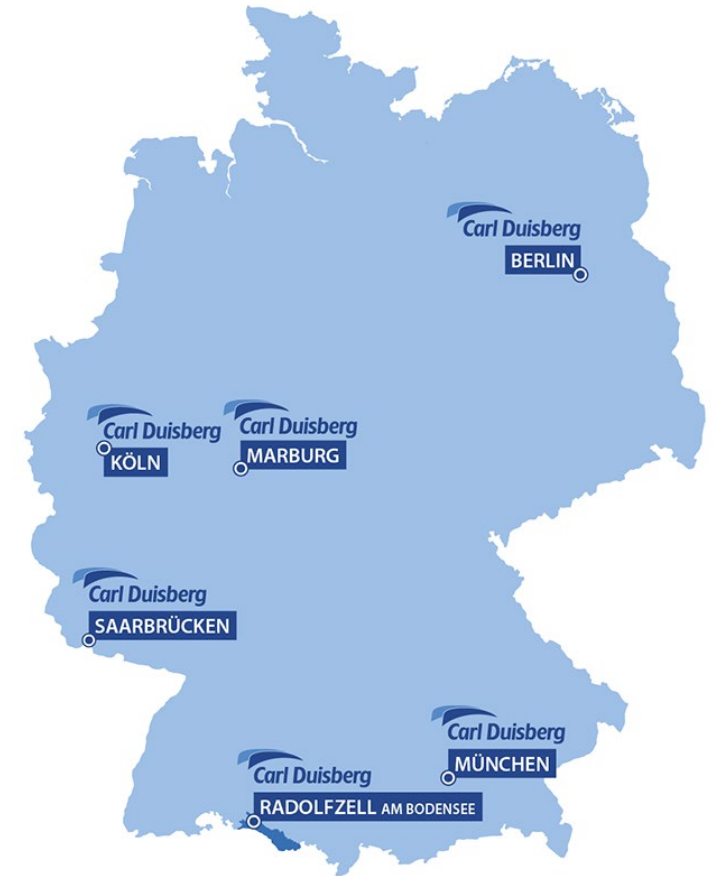 Carl Duisberg
BERLIN
Carl Duisberg
KÖLN
Carl Duisberg
MARBURG
Carl Duisberg
SAARBRÜCKEN
Carl Duisberg
MÜNCHEN
Carl Duisberg
RADOLFZELL AM BODENSEE